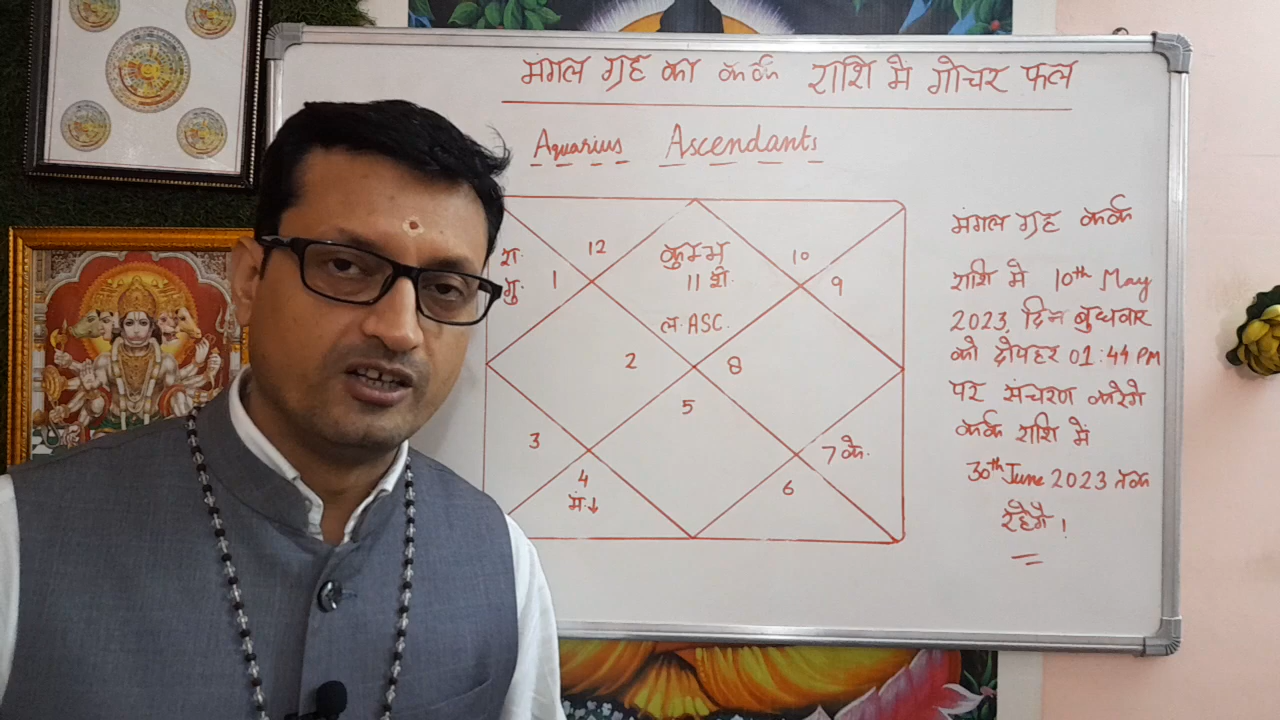 मंगल ग्रह का कर्क राशि मे गोचर फल
Aquarius Ascendants
12
कुम्भ
10
रा.
गु. 1
11 श.
9
ल. ASC.
2
8
5
3
7 के.
4
6
मं.↓
मंगल ग्रह कर्क
राशि मे 10th May
2023, दिन बुधवार
को दोपहर 01:44 PM
पर संचरण करेगे
कर्क राशि में
30th June 2023 तक
रहेगे!